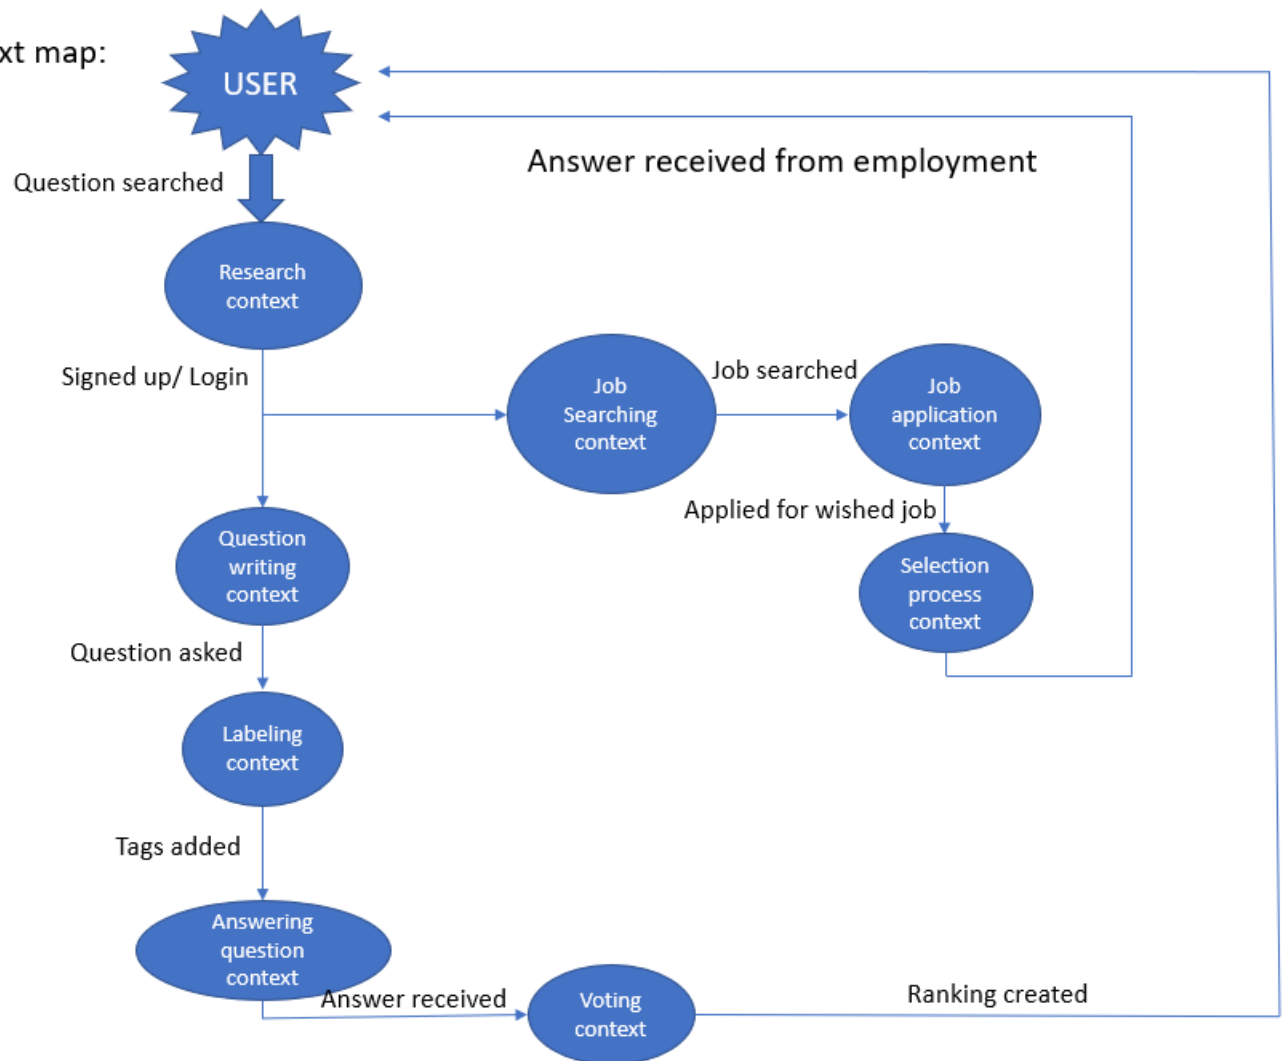 xt map:
USER
Question searched
Answer received from employment
Research
context
Signed up/ Login
Job
Searching
context
Job searched
Job
application
context
Applied for wished job
Question
writing
context
Selection
process
context
Question asked
Labeling
context
Tags added
Answering
question
context
Answer received
Voting
context
Ranking created